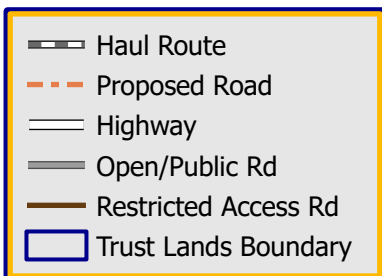 Haul Route
Proposed Road
Highway
Open/Public Rd
Restricted Access Rd
Trust Lands Boundary